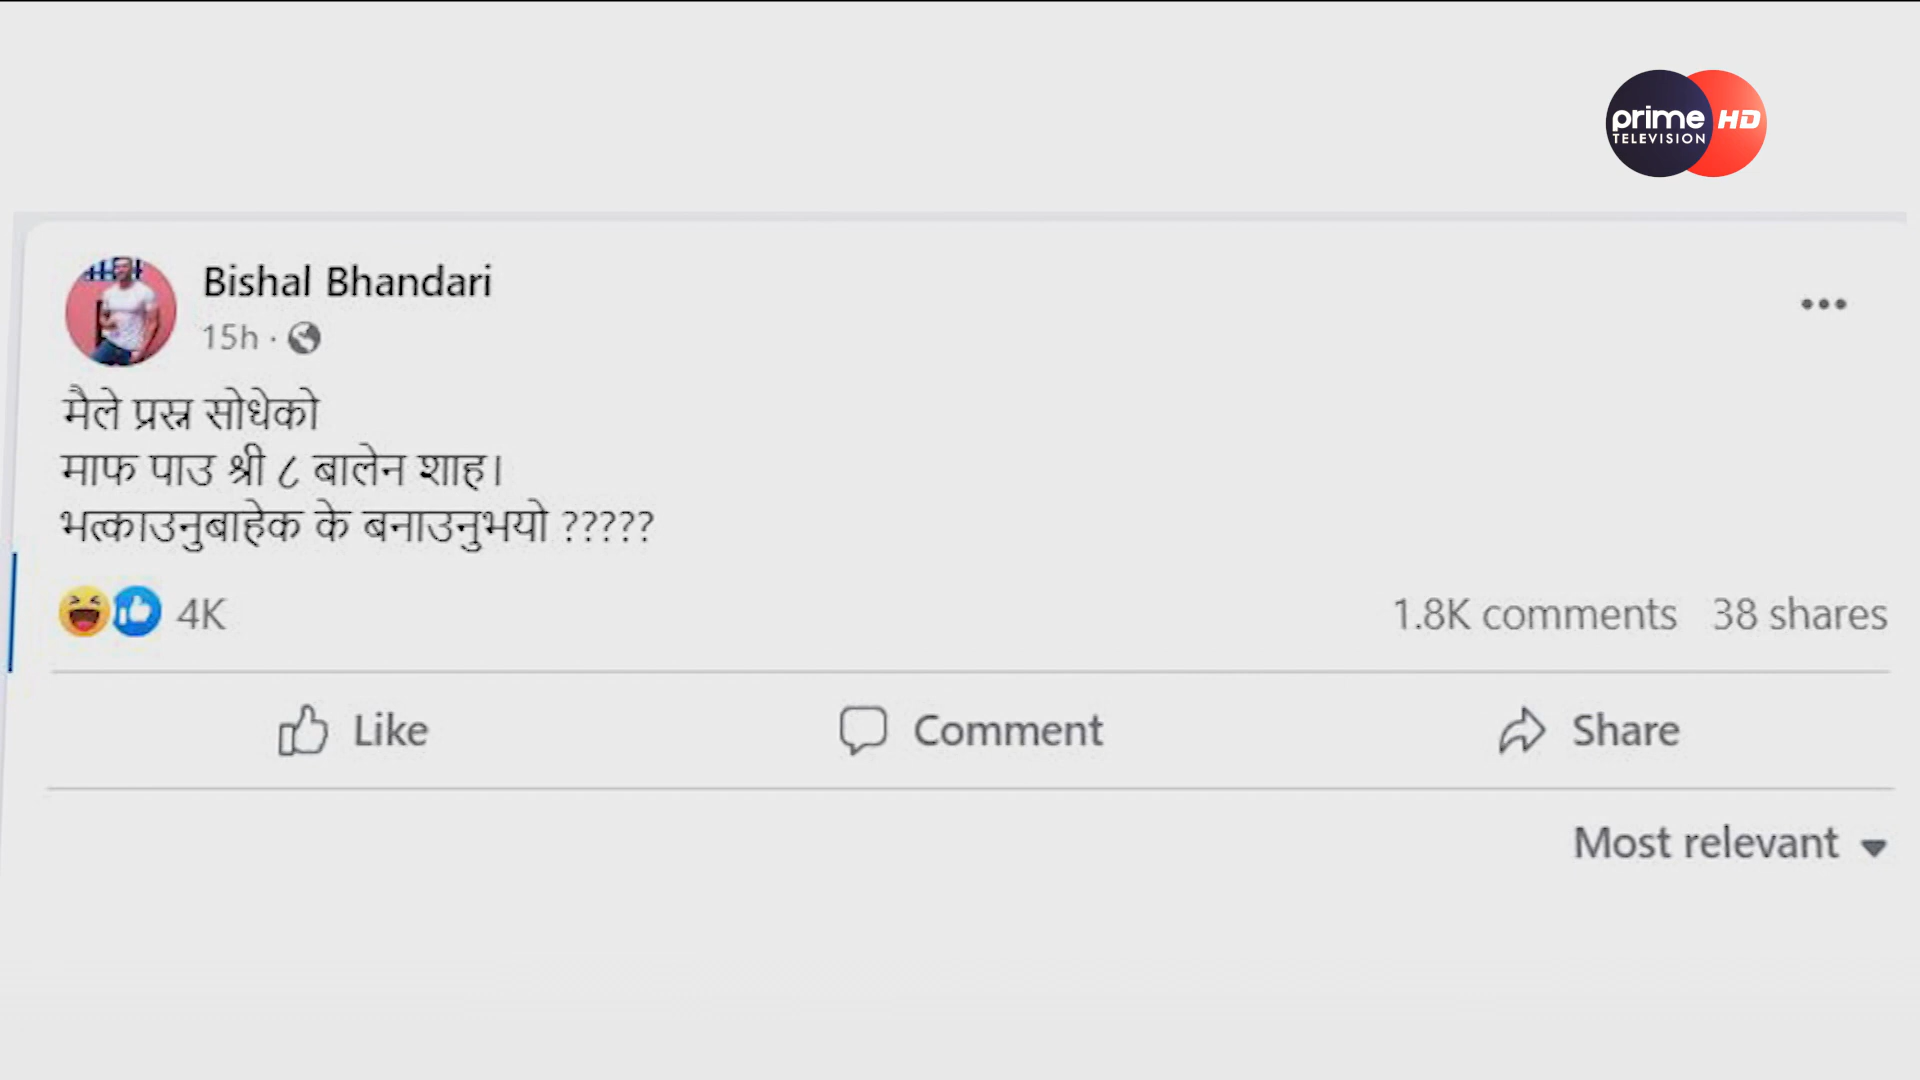 prime HD
TELEVISION
Bishal Bhandari
15h ·
मैले प्रस्न सोधेको
माफ पाउ श्री ८ बालेन शाह।
भत्काउनुबाहेक के बनाउनुभयो ?????
4K
1.8K comments 38 shares
Like Comment Share
Most relevant